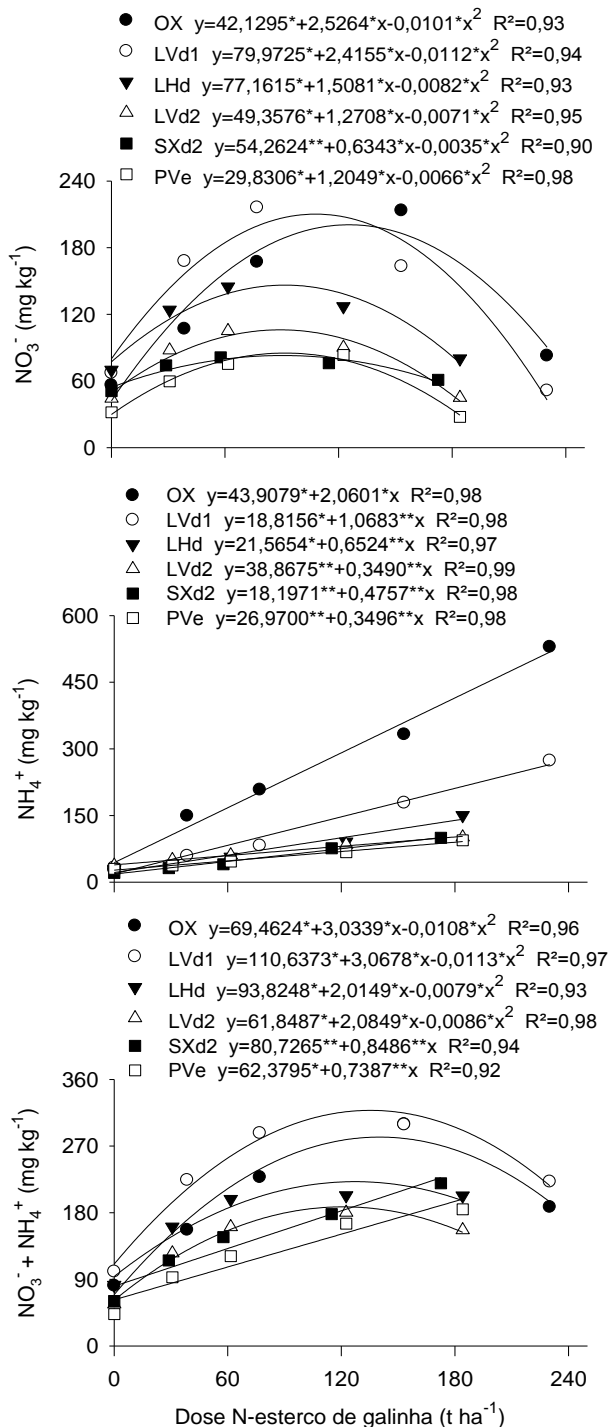 OX y=42,1295*+2,5264*x-0,0101*x² R²=0,93
LVd1 y=79,9725*+2,4155*x-0,0112*x² R²=0,94
LHd y=77,1615*+1,5081*x-0,0082*x² R²=0,93
LVd2 y=49,3576*+1,2708*x-0,0071*x² R²=0,95
SXd2 y=54,2624**+0,6343*x-0,0035*x² R²=0,90
PVe y=29,8306*+1,2049*x-0,0066*x² R²=0,98
240
180
120
60
0
NO₃⁻ (mg kg⁻¹)
OX y=43,9079*+2,0601*x R²=0,98
LVd1 y=18,8156*+1,0683**x R²=0,98
LHd y=21,5654*+0,6524**x R²=0,97
LVd2 y=38,8675**+0,3490**x R²=0,99
SXd2 y=18,1971**+0,4757**x R²=0,98
PVe y=26,9700**+0,3496**x R²=0,98
600
450
300
150
0
NH₄⁺ (mg kg⁻¹)
OX y=69,4624*+3,0339*x-0,0108*x² R²=0,96
LVd1 y=110,6373*+3,0678*x-0,0113*x² R²=0,97
LHd y=93,8248*+2,0149*x-0,0079*x² R²=0,93
LVd2 y=61,8487*+2,0849*x-0,0086*x² R²=0,98
SXd2 y=80,7265**+0,8486**x R²=0,94
PVe y=62,3795*+0,7387**x R²=0,92
360
270
180
90
0
NO₃⁻ + NH₄⁺ (mg kg⁻¹)
0 60 120 180 240
Dose N-esterco de galinha (t ha⁻¹)